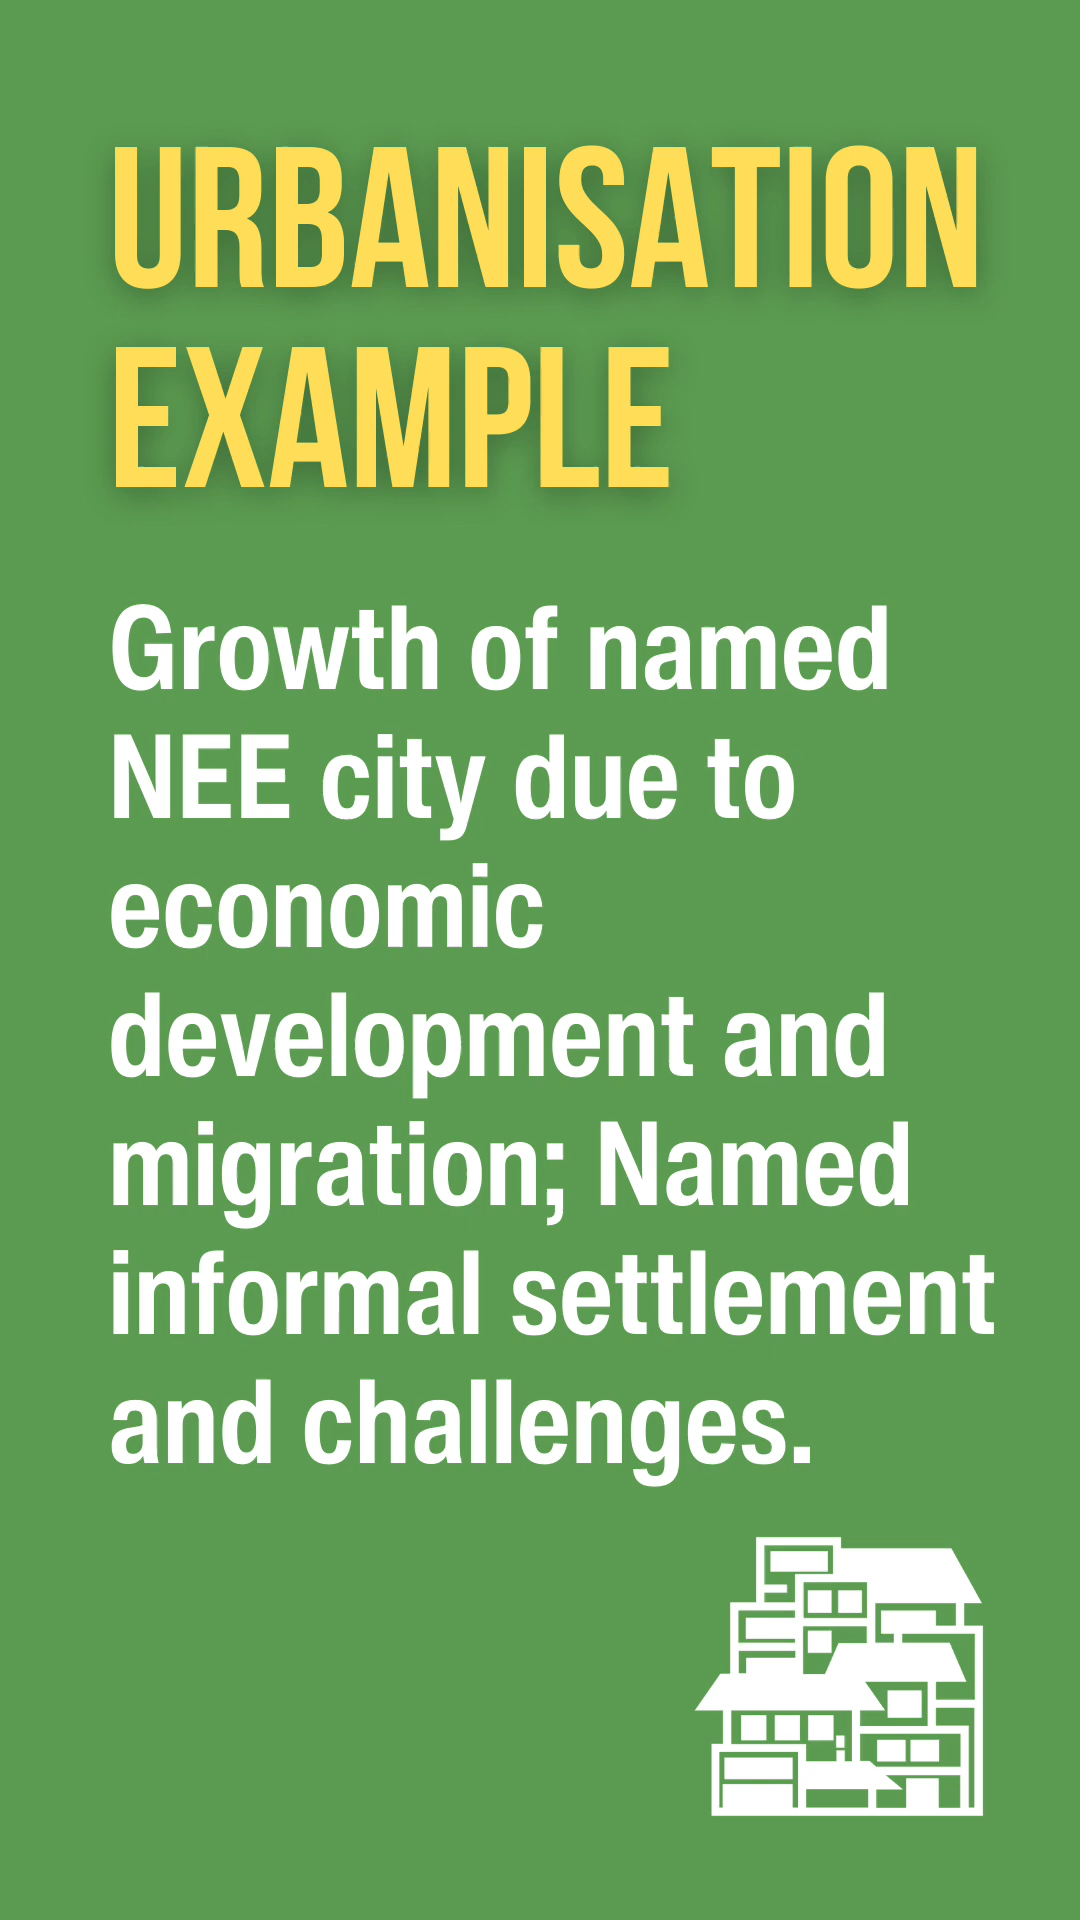 URBANISATION
EXAMPLE
Growth of named
NEE city due to
economic
development and
migration; Named
informal settlement
and challenges.